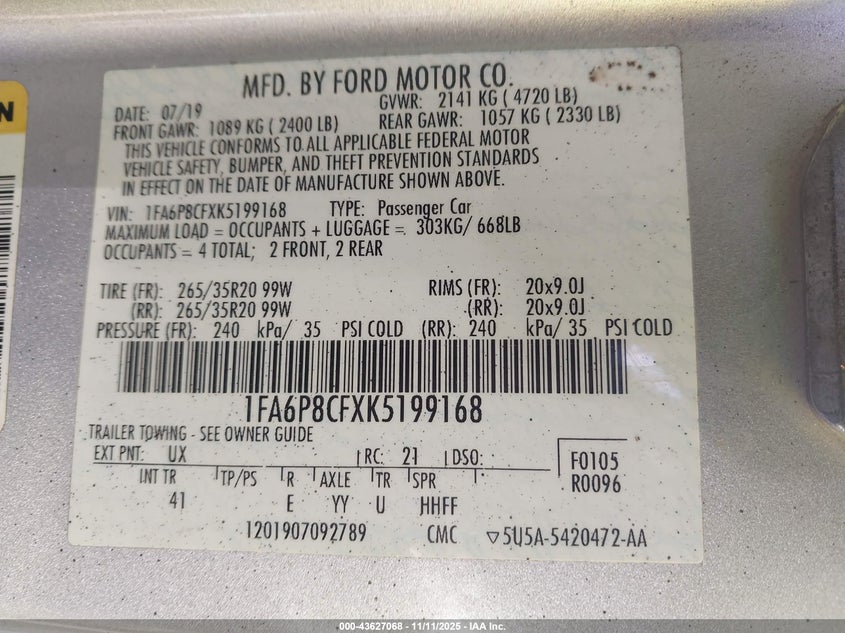 N
MFD. BY FORD MOTOR CO.
DATE: 07/19 GVWR: 2141 KG ( 4720 LB)
FRONT GAWR: 1089 KG ( 2400 LB) REAR GAWR: 1057 KG ( 2330 LB)
THIS VEHICLE CONFORMS TO ALL APPLICABLE FEDERAL MOTOR
VEHICLE SAFETY, BUMPER, AND THEFT PREVENTION STANDARDS
IN EFFECT ON THE DATE OF MANUFACTURE SHOWN ABOVE.
VIN: 1FA6P8CFXK5199168 TYPE: Passenger Car
MAXIMUM LOAD = OCCUPANTS + LUGGAGE = 303KG/ 668LB
OCCUPANTS = 4 TOTAL; 2 FRONT, 2 REAR
TIRE (FR): 265/35R20 99W RIMS (FR): 20x9.0J
(RR): 265/35R20 99W (RR): 20x9.0J
PRESSURE (FR): 240 kPa/ 35 PSI COLD (RR): 240 kPa/ 35 PSI COLD
1FA6P8CFXK5199168
TRAILER TOWING - SEE OWNER GUIDE
EXT PNT: UX RC: 21 DSO: F0105
INT TR TP/PS R AXLE TR SPR R0096
41 E YY U HHFF
1201907092789 CMC ▽5U5A-5420472-AA
000-43627068 - 11/11/2025 - IAA Inc.